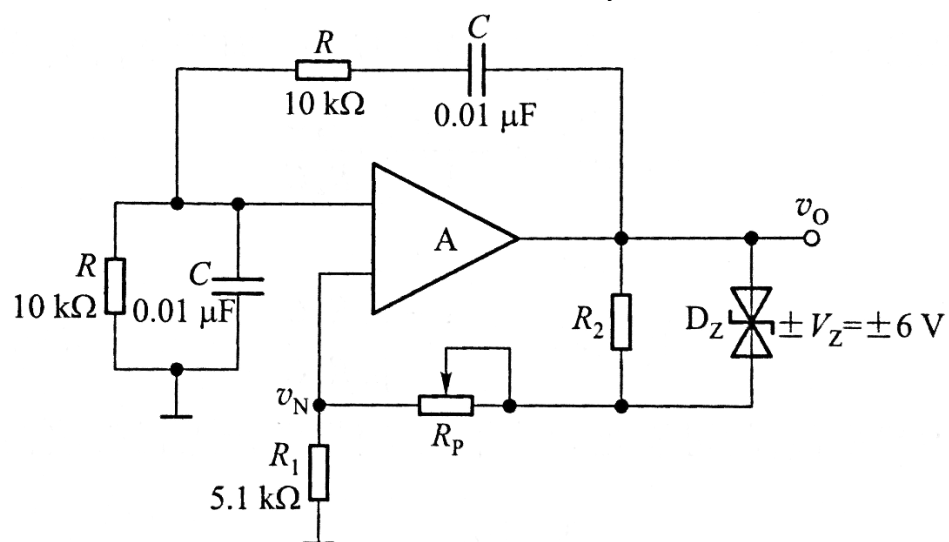 C
R
10 kΩ
0.01 μF
v_O
A
R
10 kΩ
C
0.01 μF
R_2
D_Z
±V_Z=±6 V
v_N
R_P
R_1
5.1 kΩ